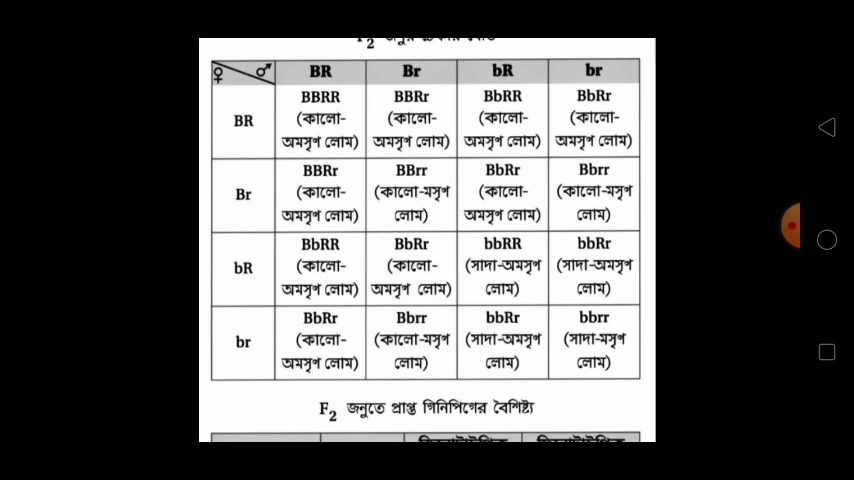 F2 জনুর চেকার বোর্ড
♀ ♂ BR Br bR br
BR
BBRR (কালো-অমসৃণ লোম)
BBRr (কালো-অমসৃণ লোম)
BbRR (কালো-অমসৃণ লোম)
BbRr (কালো-অমসৃণ লোম)
Br
BBRr (কালো-অমসৃণ লোম)
BBrr (কালো-মসৃণ লোম)
BbRr (কালো-অমসৃণ লোম)
Bbrr (কালো-মসৃণ লোম)
bR
BbRR (কালো-অমসৃণ লোম)
BbRr (কালো-অমসৃণ লোম)
bbRR (সাদা-অমসৃণ লোম)
bbRr (সাদা-অমসৃণ লোম)
br
BbRr (কালো-অমসৃণ লোম)
Bbrr (কালো-মসৃণ লোম)
bbRr (সাদা-অমসৃণ লোম)
bbrr (সাদা-মসৃণ লোম)
F2 জনুতে প্রাপ্ত গিনিপিগের বৈশিষ্ট্য